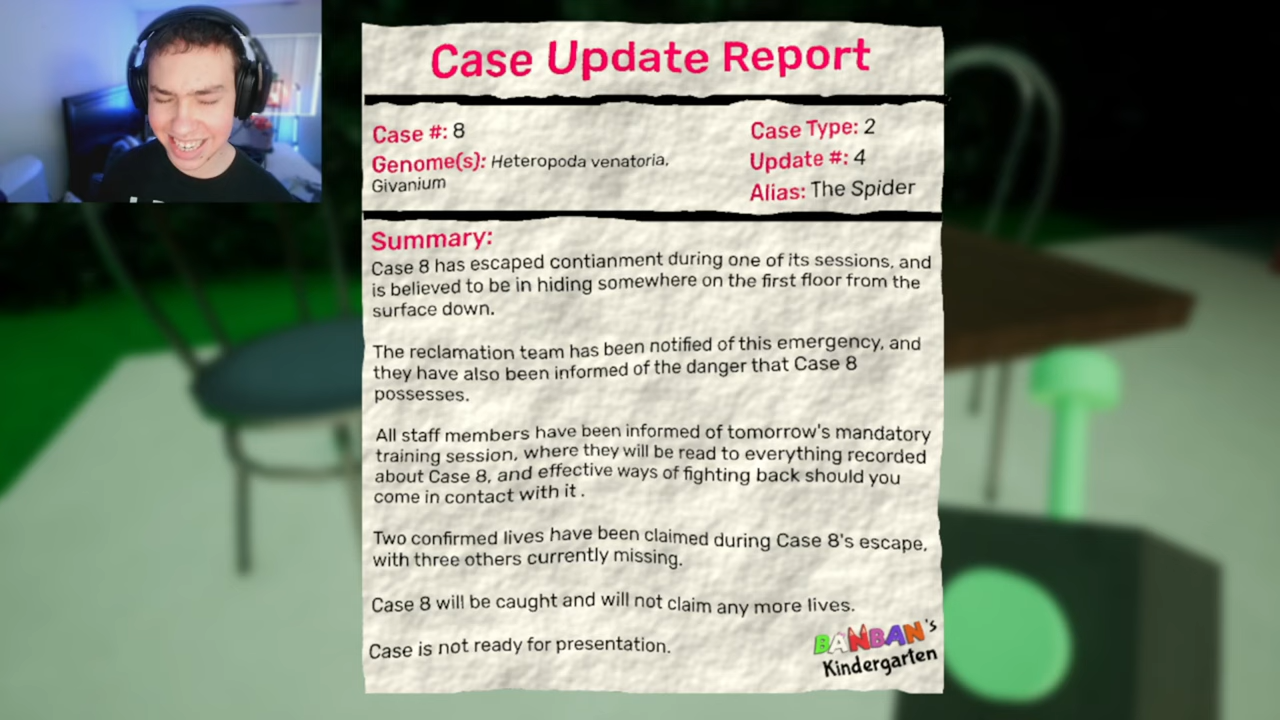 Case Update Report
Case #: 8
Genome(s): Heteropoda venatoria,
Givanium
Case Type: 2
Update #: 4
Alias: The Spider
Summary:
Case 8 has escaped contianment during one of its sessions, and
is believed to be in hiding somewhere on the first floor from the
surface down.
The reclamation team has been notified of this emergency, and
they have also been informed of the danger that Case 8
possesses.
All staff members have been informed of tomorrow's mandatory
training session, where they will be read to everything recorded
about Case 8, and effective ways of fighting back should you
come in contact with it .
Two confirmed lives have been claimed during Case 8's escape,
with three others currently missing.
Case 8 will be caught and will not claim any more lives.
Case is not ready for presentation.
BANBAN's
Kindergarten